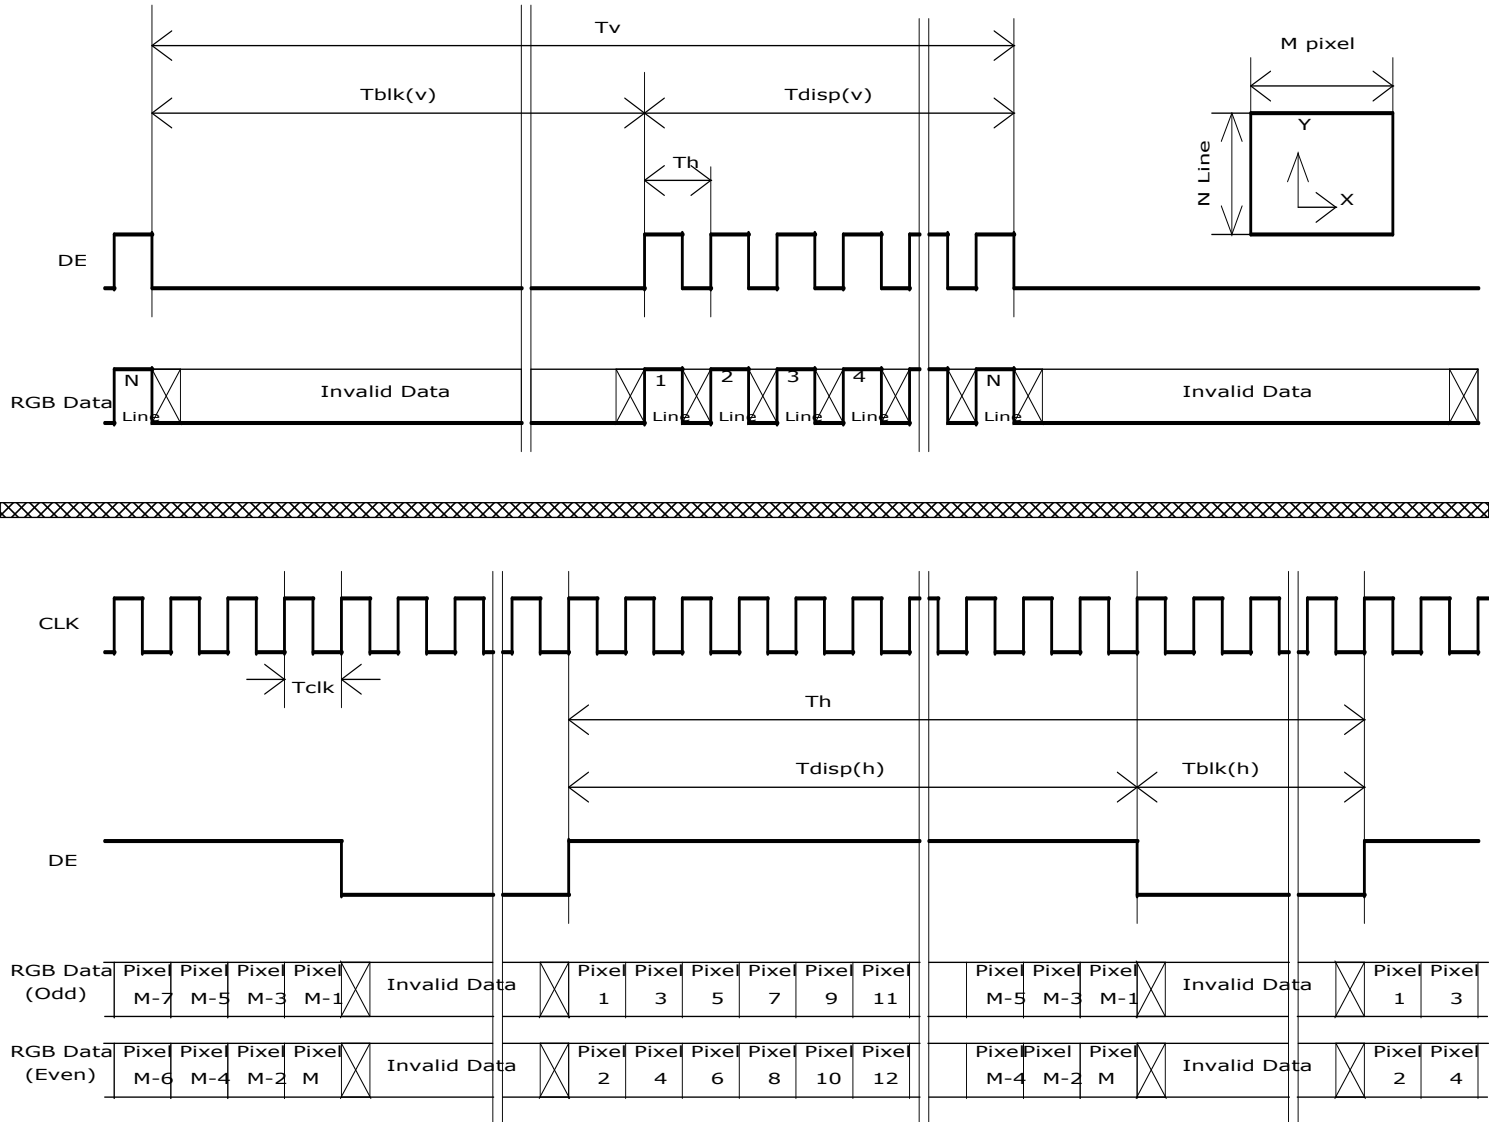 Tv
M pixel
Tblk(v)
Tdisp(v)
Y
Th
N Line
X
DE
N
Invalid Data
1
2
3
4
N
Invalid Data
RGB Data
Line
Line
Line
Line
Line
Line
CLK
Tclk
Th
Tdisp(h)
Tblk(h)
DE
RGB Data Pixel Pixel Pixel Pixel Invalid Data Pixel Pixel Pixel Pixel Pixel Pixel Pixel Pixel Pixel Invalid Data Pixel Pixel
(Odd) M-7 M-5 M-3 M-1 1 3 5 7 9 11 M-5 M-3 M-1 1 3
RGB Data Pixel Pixel Pixel Pixel Invalid Data Pixel Pixel Pixel Pixel Pixel Pixel Pixel Pixel Pixel Invalid Data Pixel Pixel
(Even) M-6 M-4 M-2 M 2 4 6 8 10 12 M-4 M-2 M 2 4